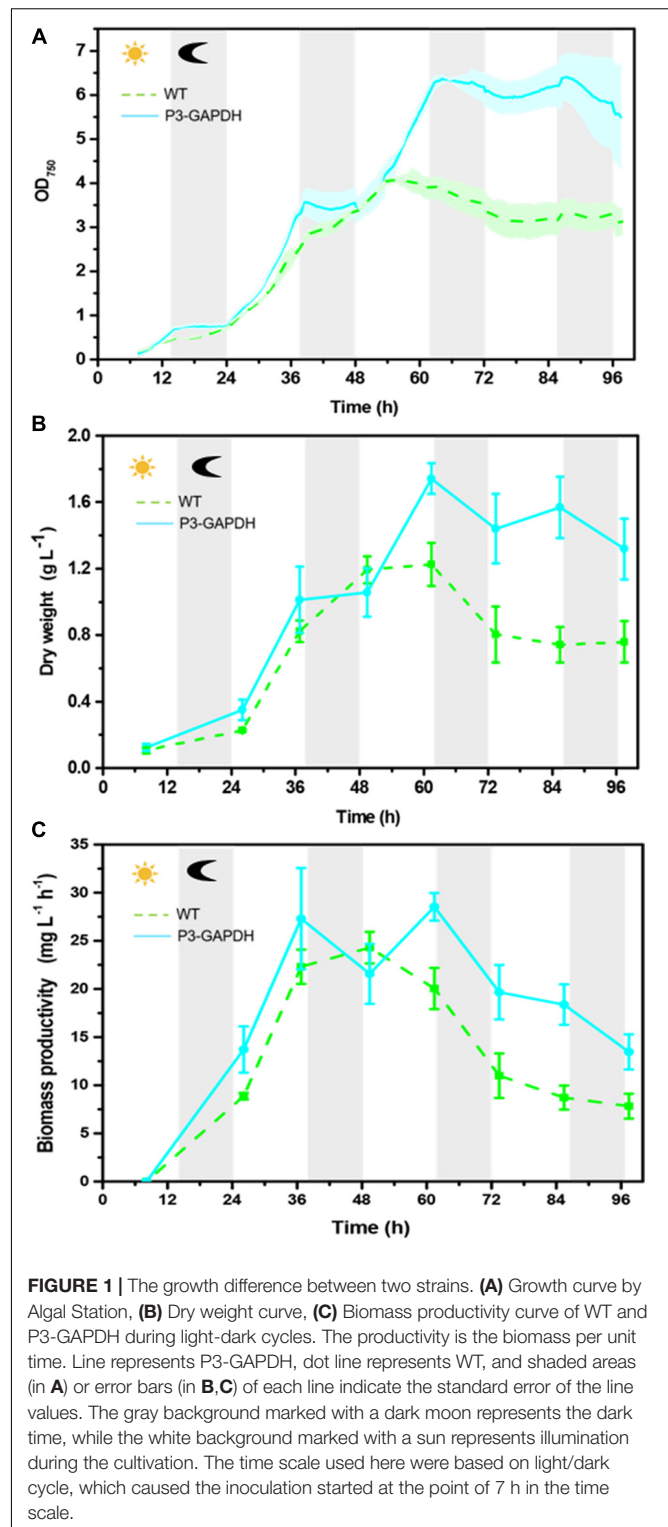 A
7
6
5
4
3
2
1
0
OD750
WT
P3-GAPDH
0 12 24 36 48 60 72 84 96
Time (h)
B
2.0
1.6
1.2
0.8
0.4
0.0
Dry weight (g L⁻¹)
WT
P3-GAPDH
0 12 24 36 48 60 72 84 96
Time (h)
C
35
30
25
20
15
10
5
0
Biomass productivity (mg L⁻¹ h⁻¹)
WT
P3-GAPDH
0 12 24 36 48 60 72 84 96
Time (h)
FIGURE 1 | The growth difference between two strains. (A) Growth curve by
Algal Station, (B) Dry weight curve, (C) Biomass productivity curve of WT and
P3-GAPDH during light-dark cycles. The productivity is the biomass per unit
time. Line represents P3-GAPDH, dot line represents WT, and shaded areas
(in A) or error bars (in B,C) of each line indicate the standard error of the line
values. The gray background marked with a dark moon represents the dark
time, while the white background marked with a sun represents illumination
during the cultivation. The time scale used here were based on light/dark
cycle, which caused the inoculation started at the point of 7 h in the time
scale.